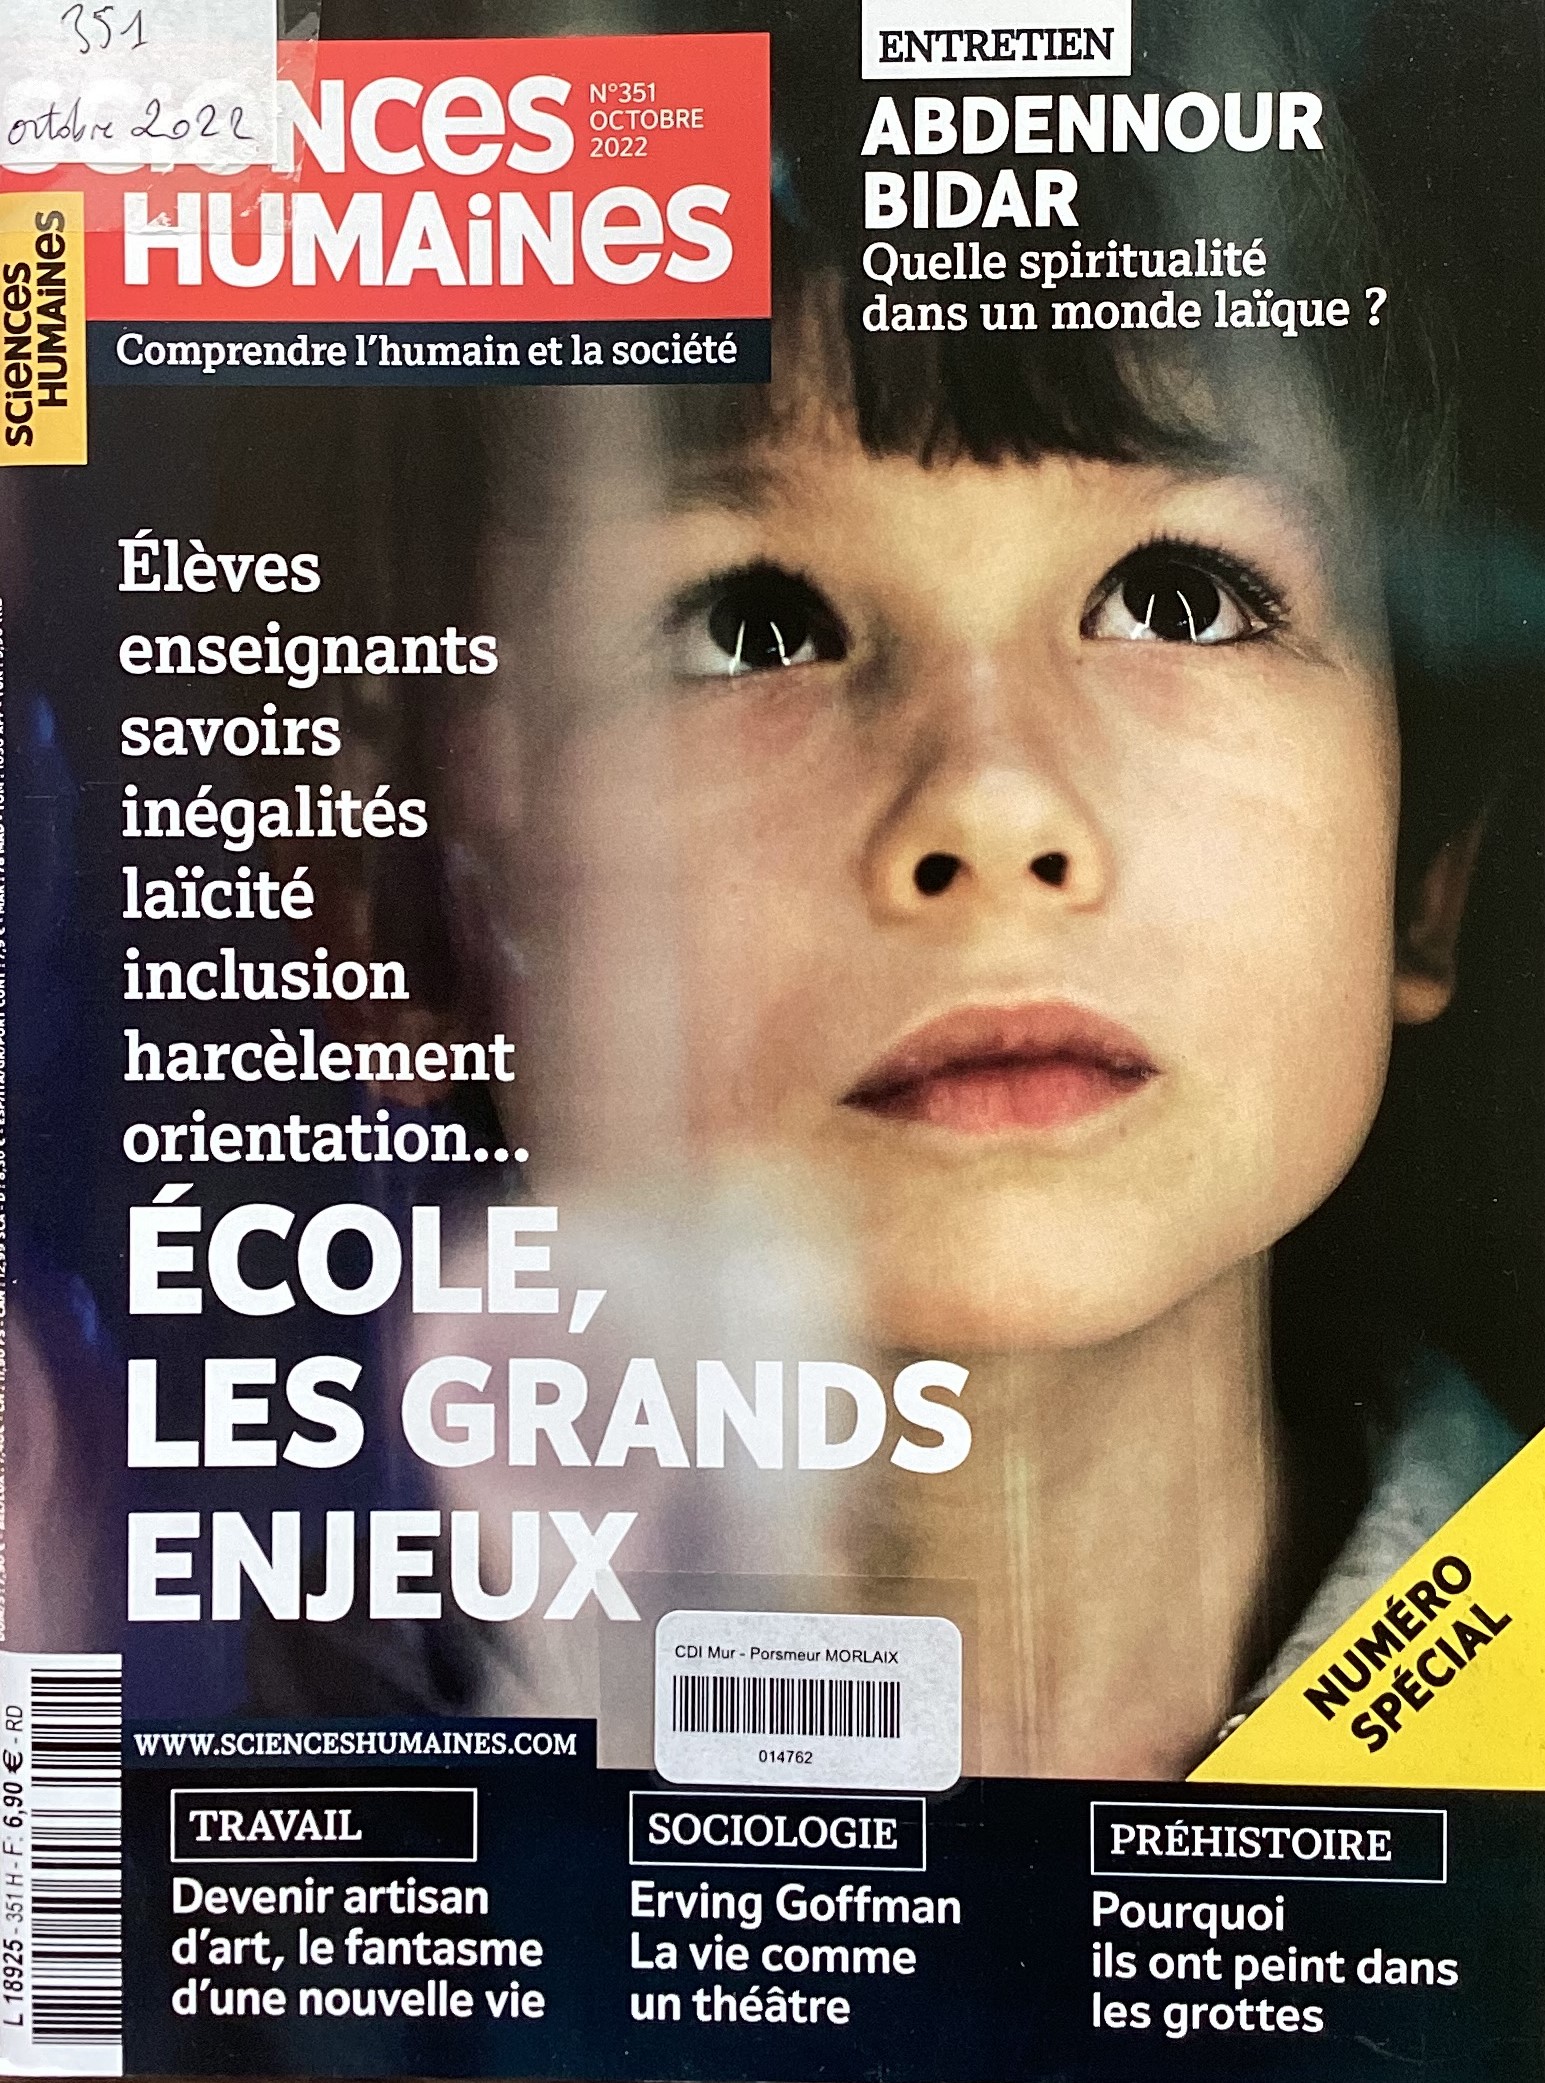 351
octobre 2022
SCIENCES
HUMAINES
N°351
OCTOBRE
2022
Comprendre l'humain et la société
SCIENCES
HUMAINES
ENTRETIEN
ABDENNOUR
BIDAR
Quelle spiritualité
dans un monde laïque ?
Élèves
enseignants
savoirs
inégalités
laïcité
inclusion
harcèlement
orientation...
ÉCOLE,
LES GRANDS
ENJEUX
NUMÉRO
SPÉCIAL
CDI Mur - Porsmeur MORLAIX
014762
WWW.SCIENCESHUMAINES.COM
L 18925 - 351 H - F: 6,90 € - RD
TRAVAIL
Devenir artisan
d'art, le fantasme
d'une nouvelle vie
SOCIOLOGIE
Erving Goffman
La vie comme
un théâtre
PRÉHISTOIRE
Pourquoi
ils ont peint dans
les grottes